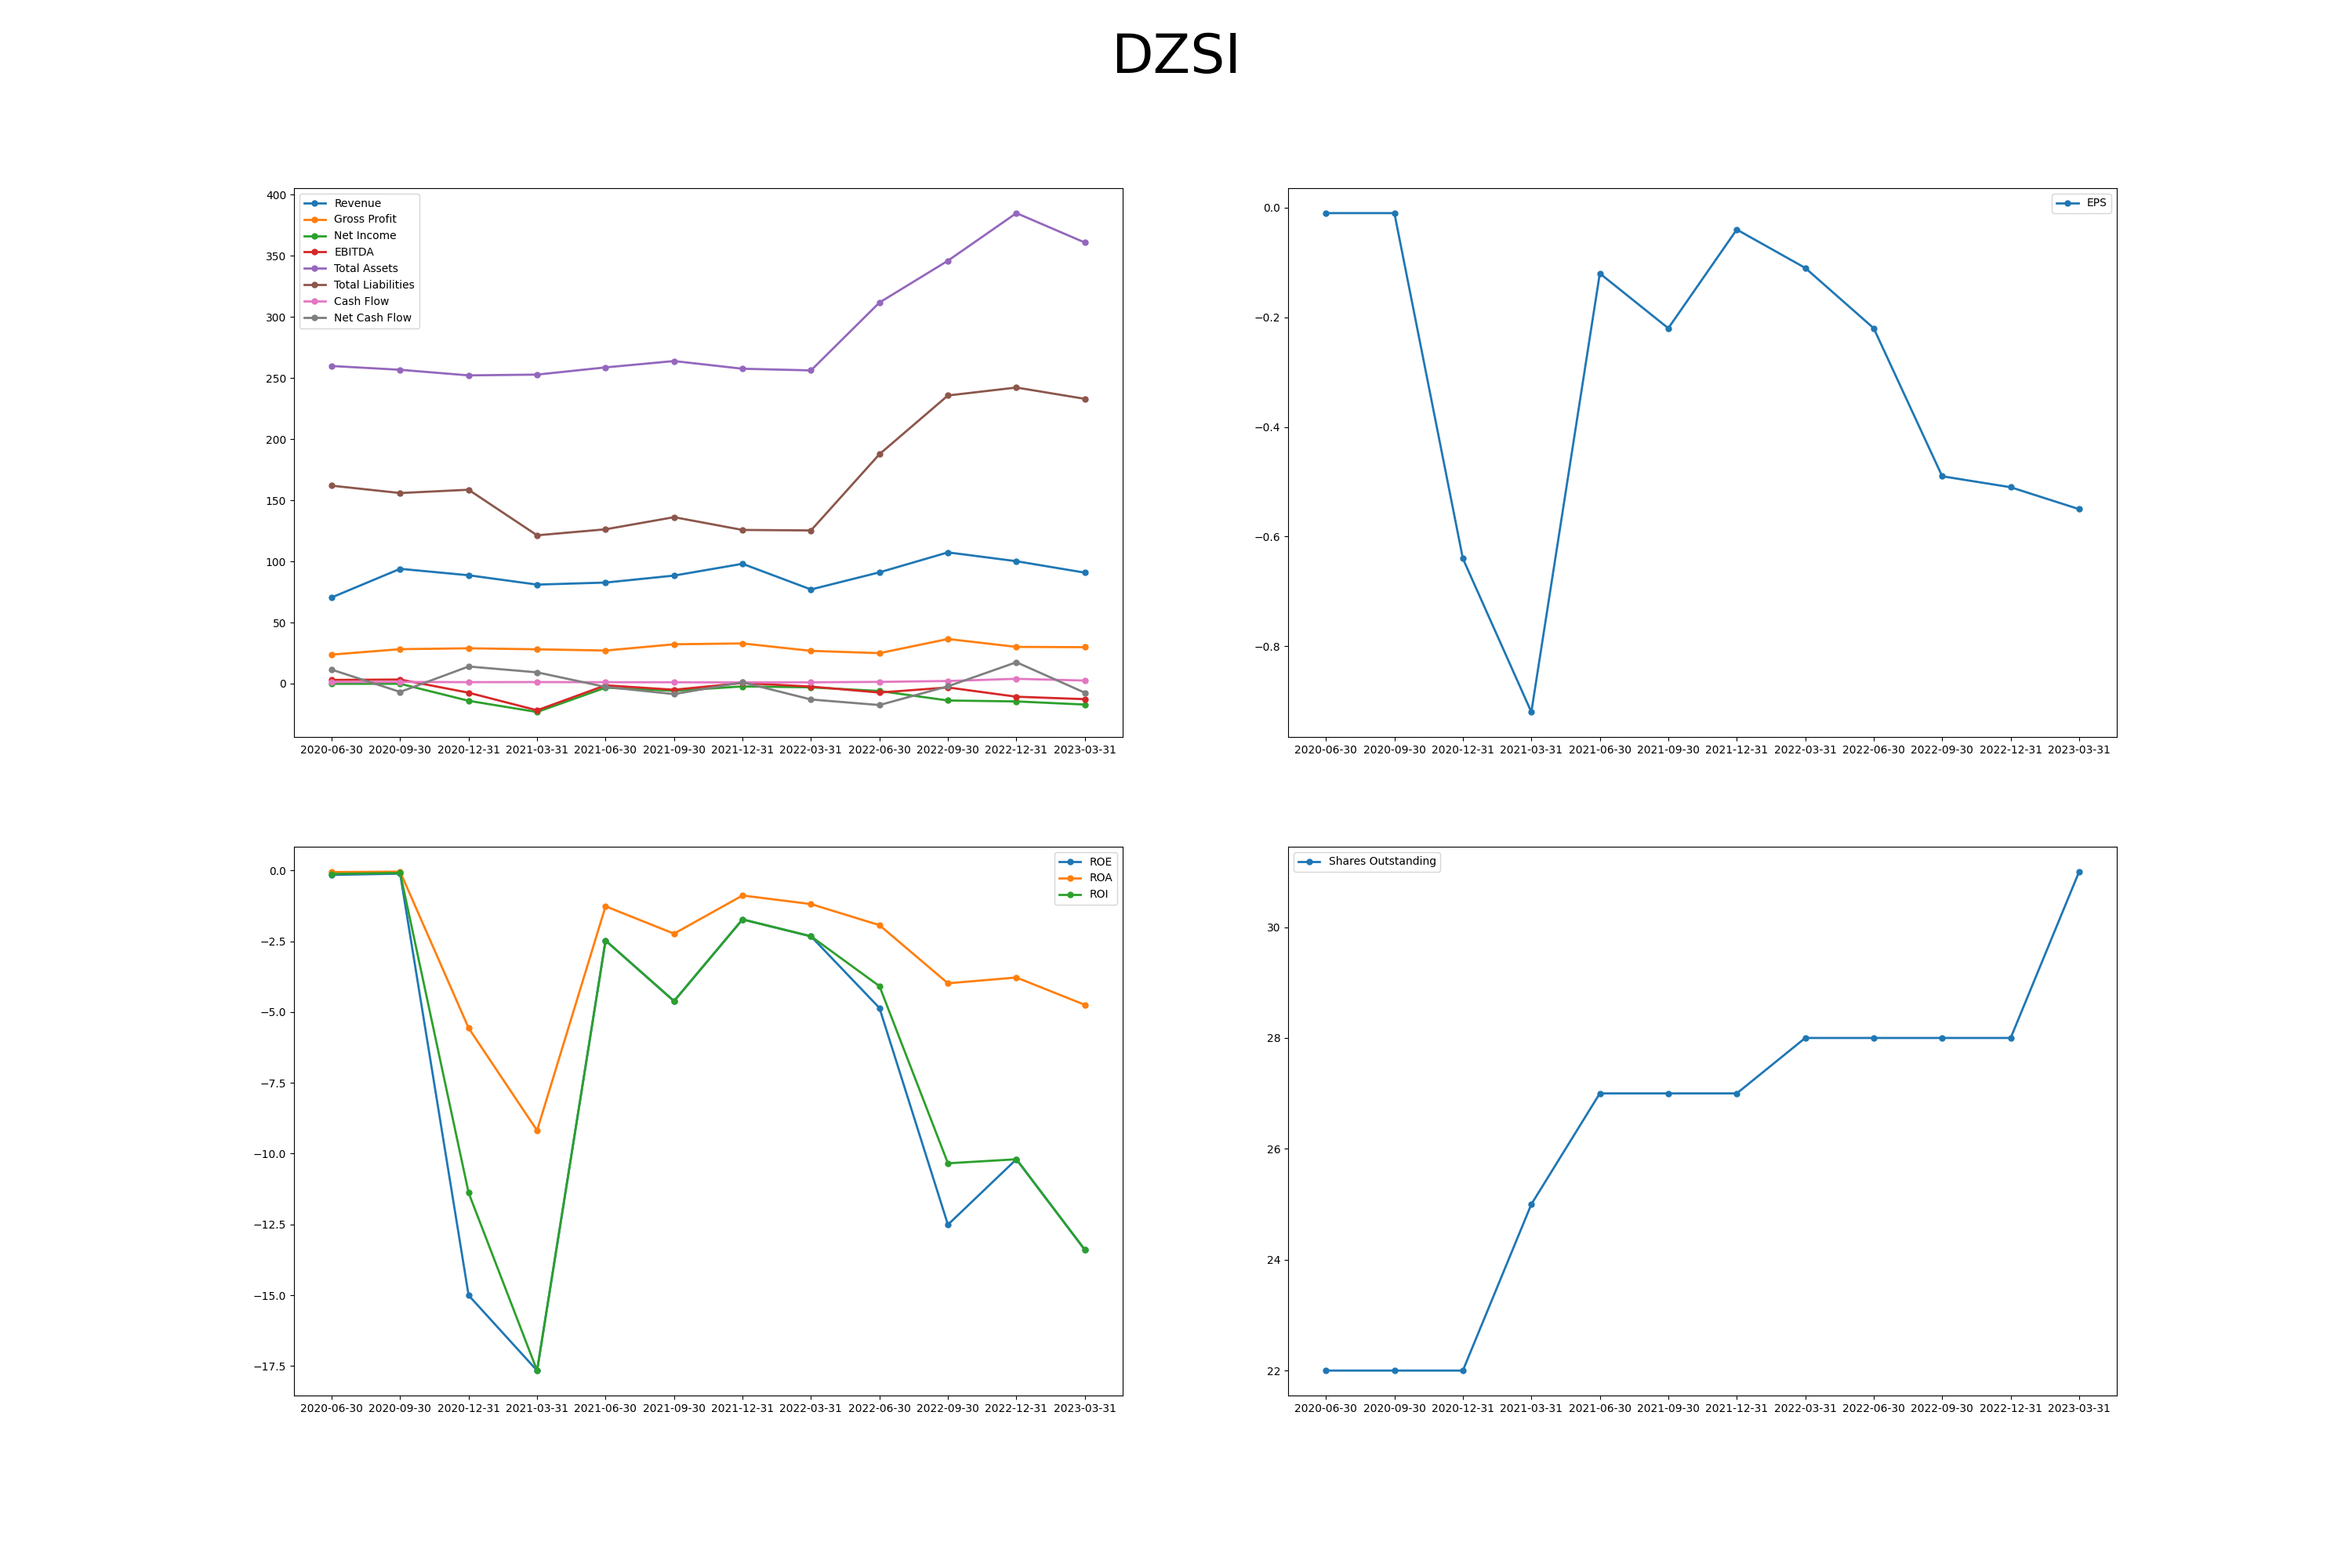 DZSI
400
350
300
250
200
150
100
50
0
Revenue
Gross Profit
Net Income
EBITDA
Total Assets
Total Liabilities
Cash Flow
Net Cash Flow
2020-06-30 2020-09-30 2020-12-31 2021-03-31 2021-06-30 2021-09-30 2021-12-31 2022-03-31 2022-06-30 2022-09-30 2022-12-31 2023-03-31
0.0
−0.2
−0.4
−0.6
−0.8
EPS
2020-06-30 2020-09-30 2020-12-31 2021-03-31 2021-06-30 2021-09-30 2021-12-31 2022-03-31 2022-06-30 2022-09-30 2022-12-31 2023-03-31
0.0
−2.5
−5.0
−7.5
−10.0
−12.5
−15.0
−17.5
ROE
ROA
ROI
2020-06-30 2020-09-30 2020-12-31 2021-03-31 2021-06-30 2021-09-30 2021-12-31 2022-03-31 2022-06-30 2022-09-30 2022-12-31 2023-03-31
Shares Outstanding
30
28
26
24
22
2020-06-30 2020-09-30 2020-12-31 2021-03-31 2021-06-30 2021-09-30 2021-12-31 2022-03-31 2022-06-30 2022-09-30 2022-12-31 2023-03-31